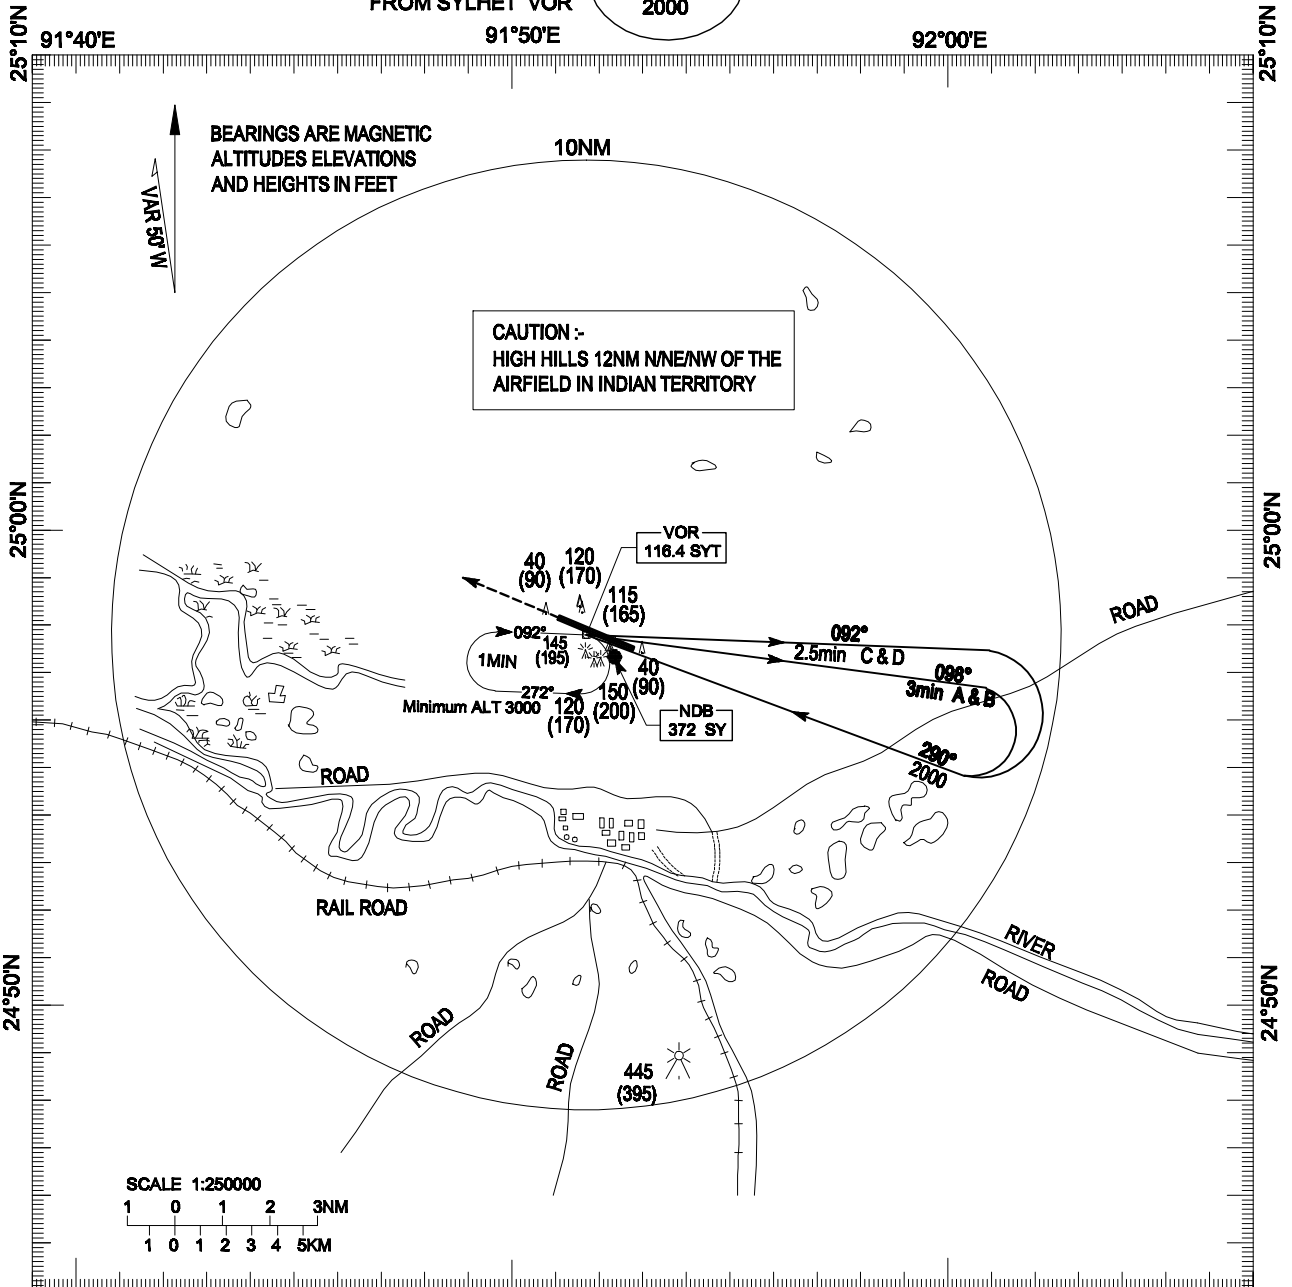 FROM SYLHET VOR
2000
91°40'E
91°50'E
92°00'E
25°10'N
25°10'N
BEARINGS ARE MAGNETIC
ALTITUDES ELEVATIONS
AND HEIGHTS IN FEET
VAR 50' W
10NM
CAUTION :-
HIGH HILLS 12NM N/NE/NW OF THE
AIRFIELD IN INDIAN TERRITORY
25°00'N
25°00'N
VOR
116.4 SYT
40
(90)
120
(170)
115
(165)
ROAD
092°
145
(195)
1MIN
092°
2.5min C & D
098°
3min A & B
40
(90)
272°
Minimum ALT 3000
120
(170)
150
(200)
NDB
372 SY
290°
2000
ROAD
RAIL ROAD
RIVER
ROAD
24°50'N
24°50'N
ROAD
ROAD
445
(395)
SCALE 1:250000
1 0 1 2 3NM
1 0 1 2 3 4 5KM